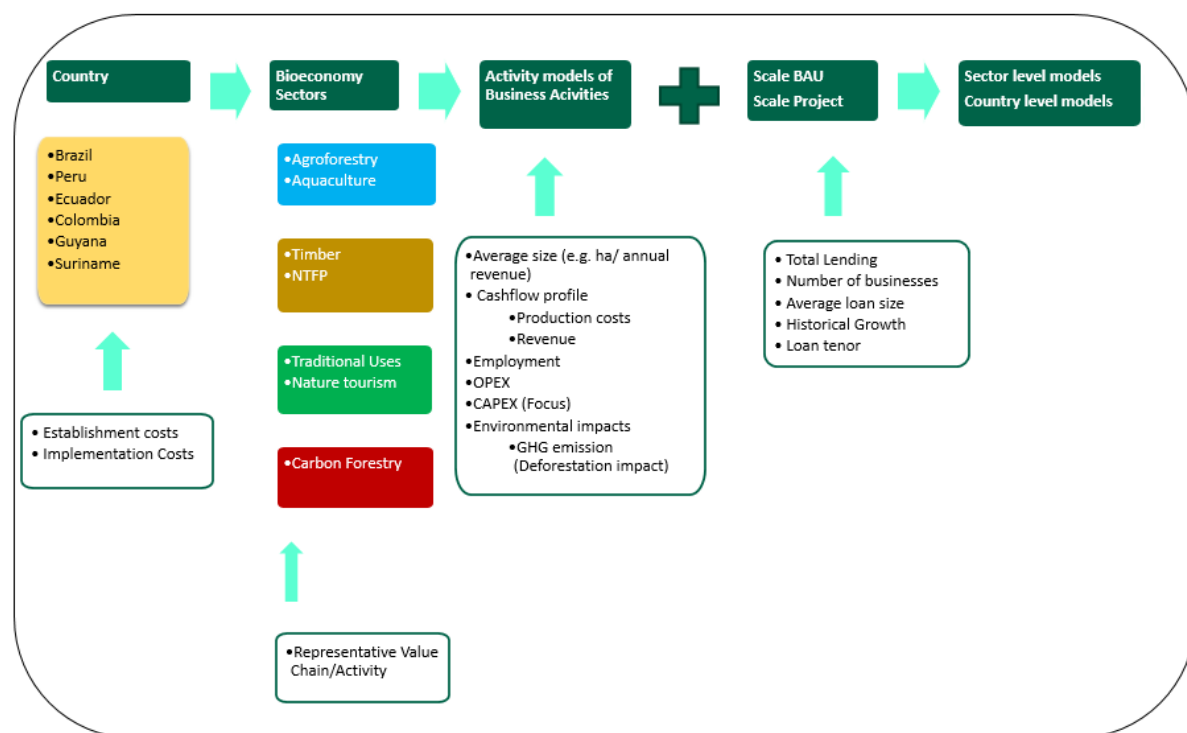 Country
Bioeconomy
Sectors
Activity models of
Business Acivities
Scale BAU
Scale Project
Sector level models
Country level models
•Brazil
•Peru
•Ecuador
•Colombia
•Guyana
•Suriname
• Establishment costs
• Implementation Costs
•Agroforestry
•Aquaculture
•Timber
•NTFP
•Traditional Uses
•Nature tourism
•Carbon Forestry
•Representative Value
Chain/Activity
•Average size (e.g. ha/ annual
revenue)
• Cashflow profile
•Production costs
•Revenue
•Employment
•OPEX
•CAPEX (Focus)
•Environmental impacts
•GHG emission
(Deforestation impact)
• Total Lending
• Number of businesses
• Average loan size
• Historical Growth
• Loan tenor